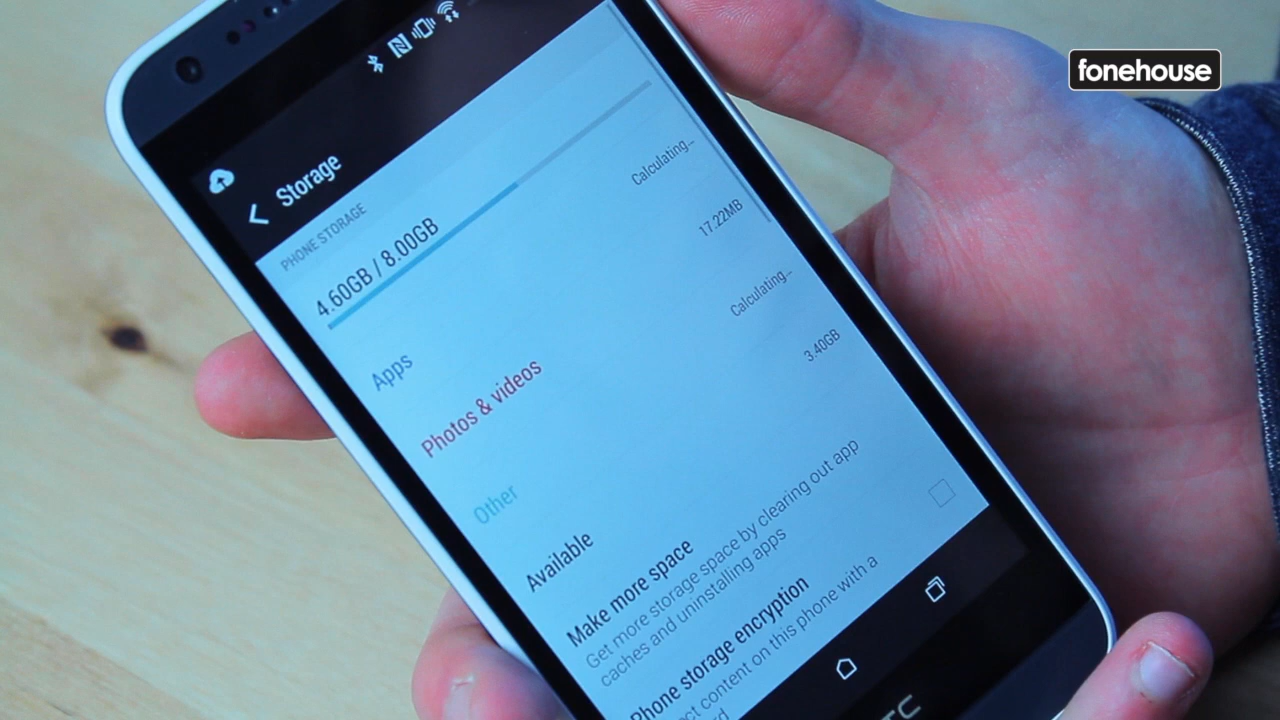 fonehouse
Storage
PHONE STORAGE
4.60GB / 8.00GB
Apps
Calculating...
Photos & videos
17.22MB
Other
Calculating...
Available
3.40GB
Make more space
Get more storage space by clearing out app
caches and uninstalling apps
Phone storage encryption
content on this phone with a